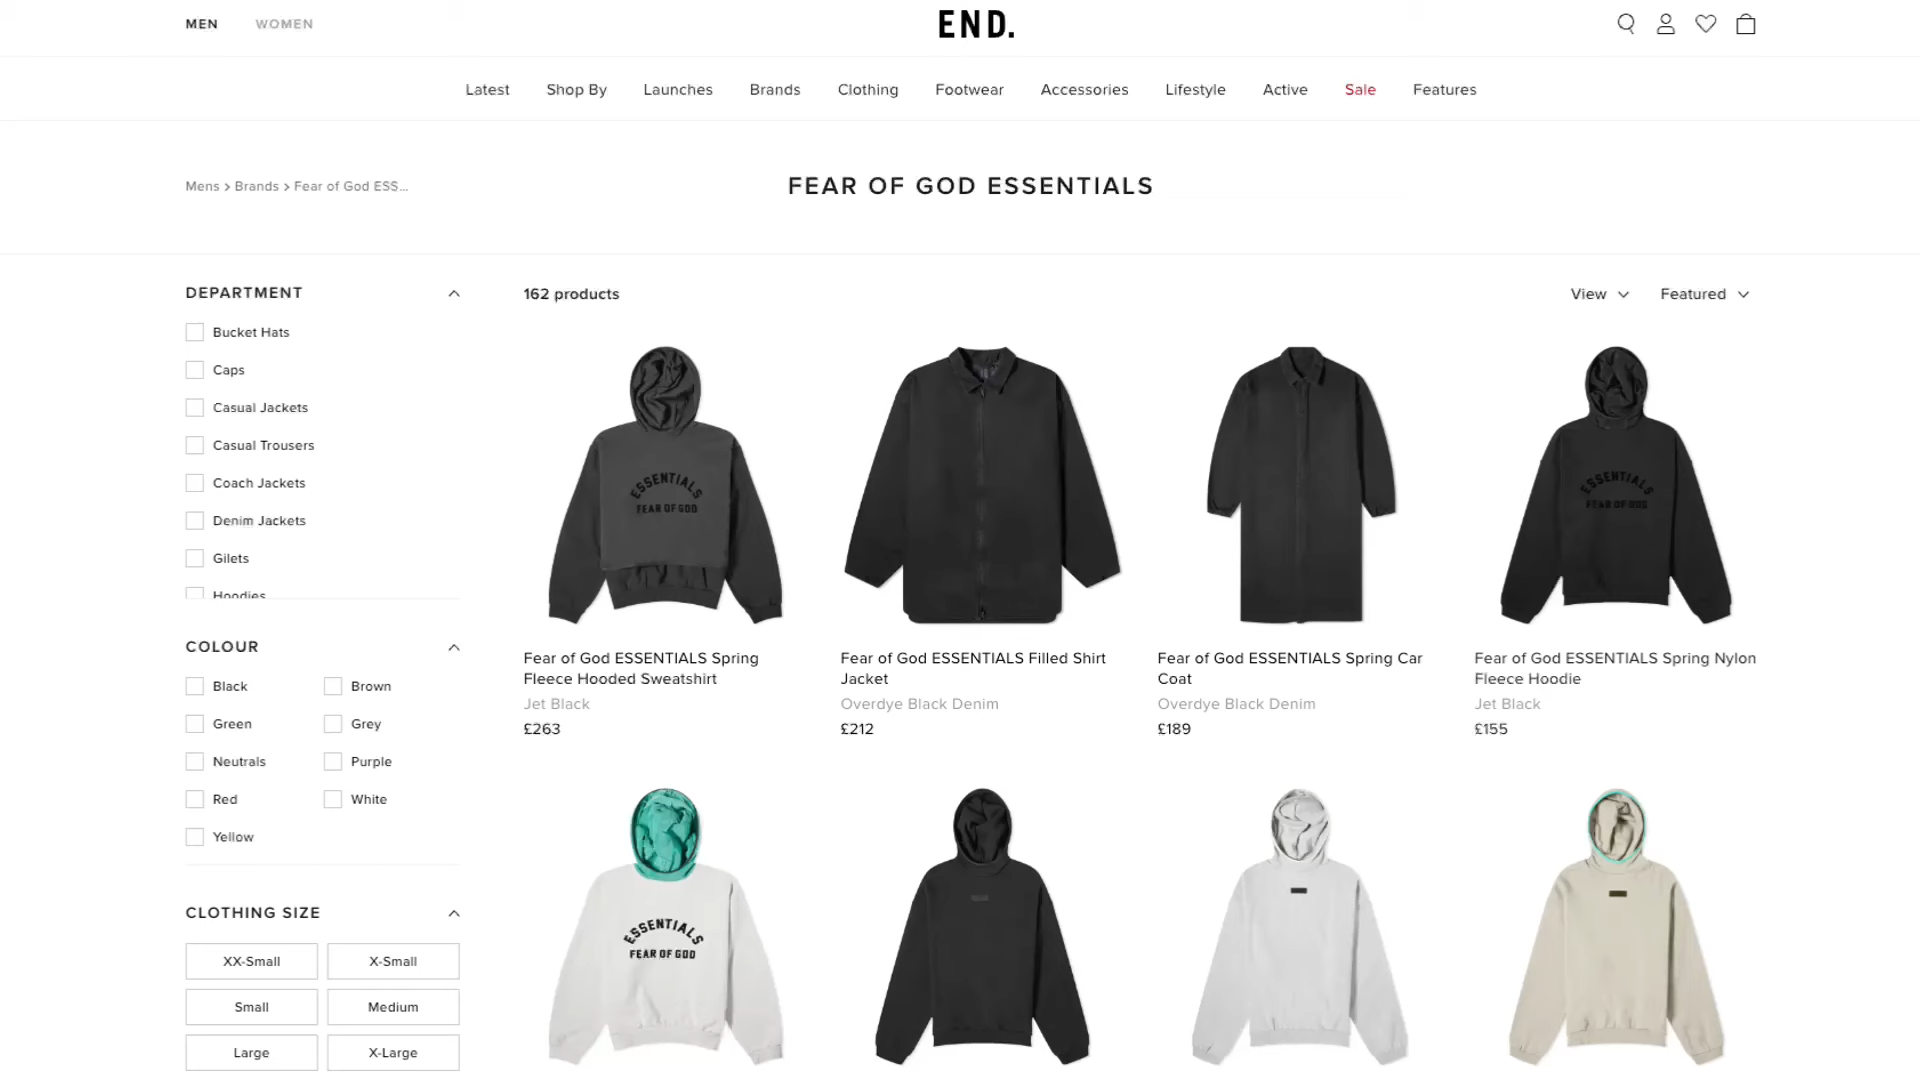 MEN
WOMEN
END.
Latest
Shop By
Launches
Brands
Clothing
Footwear
Accessories
Lifestyle
Active
Sale
Features
Mens > Brands > Fear of God ESS...
FEAR OF GOD ESSENTIALS
DEPARTMENT
Bucket Hats
Caps
Casual Jackets
Casual Trousers
Coach Jackets
Denim Jackets
Gilets
Hoodies
COLOUR
Black
Brown
Green
Grey
Neutrals
Purple
Red
White
Yellow
CLOTHING SIZE
XX-Small
X-Small
Small
Medium
Large
X-Large
162 products
View
Featured
ESSENTIALS
FEAR OF GOD
ESSENTIALS
FEAR OF GOD
Fear of God ESSENTIALS Spring
Fleece Hooded Sweatshirt
Jet Black
£263
Fear of God ESSENTIALS Filled Shirt
Jacket
Overdye Black Denim
£212
Fear of God ESSENTIALS Spring Car
Coat
Overdye Black Denim
£189
Fear of God ESSENTIALS Spring Nylon
Fleece Hoodie
Jet Black
£155
ESSENTIALS
FEAR OF GOD